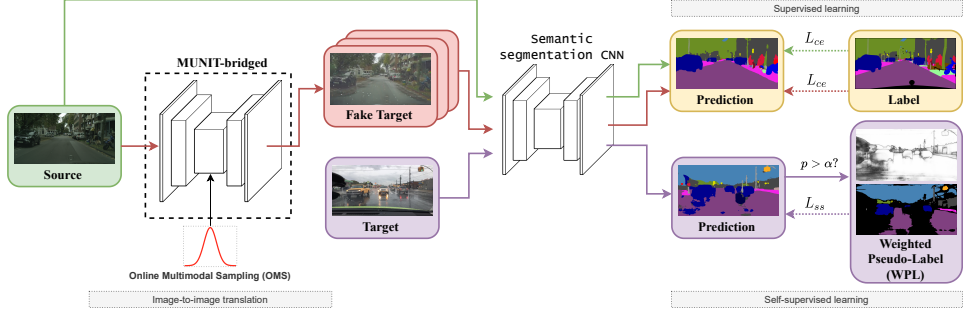 Supervised learning
MUNIT-bridged
Semantic
segmentation CNN
L_ce
L_ce
Fake Target
Prediction
Label
Source
p > α?
L_ss
Target
Prediction
Weighted
Pseudo-Label
(WPL)
Online Multimodal Sampling (OMS)
Image-to-image translation
Self-supervised learning